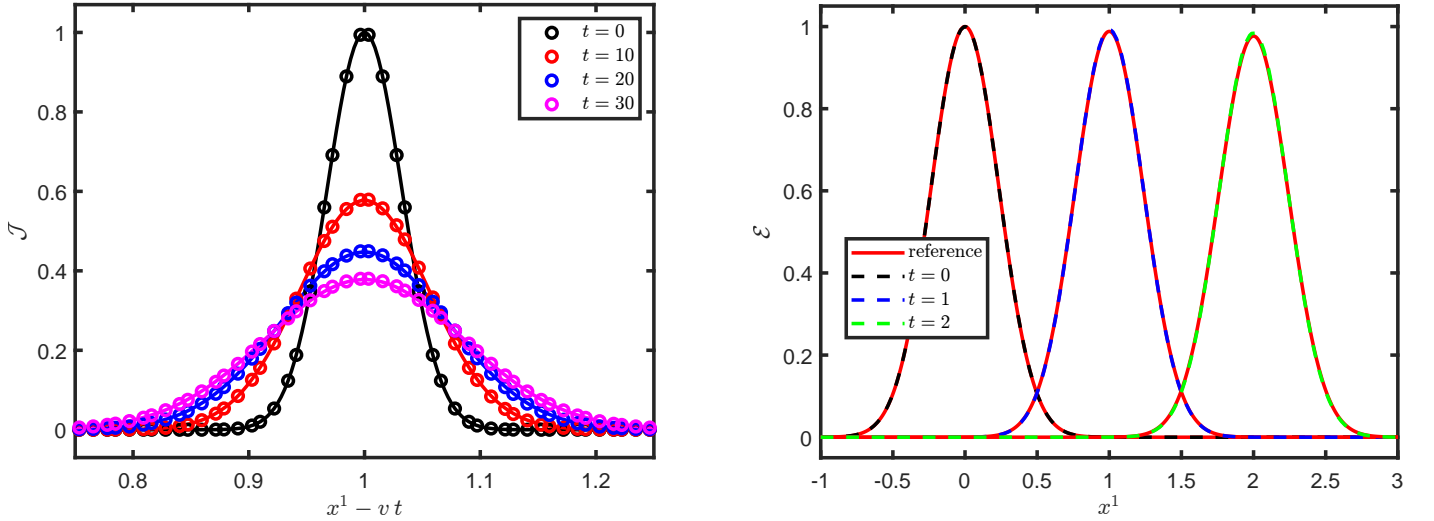 1
0.8
0.6
0.4
0.2
0
𝒥
0.8
0.9
1
1.1
1.2
x¹ − v t
t = 0
t = 10
t = 20
t = 30
1
0.8
0.6
0.4
0.2
0
ℰ
-1
-0.5
0
0.5
1
1.5
2
2.5
3
x¹
reference
t = 0
t = 1
t = 2